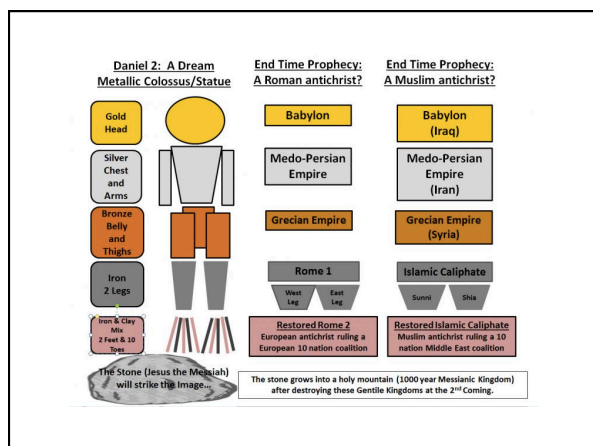 Daniel 2: A Dream
Metallic Colossus/Statue
End Time Prophecy:
A Roman antichrist?
End Time Prophecy:
A Muslim antichrist?
Gold
Head
Babylon
Babylon
(Iraq)
Silver
Chest
and
Arms
Medo-Persian
Empire
Medo-Persian
Empire
(Iran)
Bronze
Belly
and
Thighs
Grecian Empire
Grecian Empire
(Syria)
Iron
2 Legs
Rome 1
West
Leg
East
Leg
Islamic Caliphate
Sunni
Shia
Iron & Clay
Mix
2 Feet & 10
Toes
Restored Rome 2
European antichrist ruling a
European 10 nation coalition
Restored Islamic Caliphate
Muslim antichrist ruling a 10
nation Middle East coalition
The Stone (Jesus the Messiah)
will strike the Image...
The stone grows into a holy mountain (1000 year Messianic Kingdom)
after destroying these Gentile Kingdoms at the 2nd Coming.